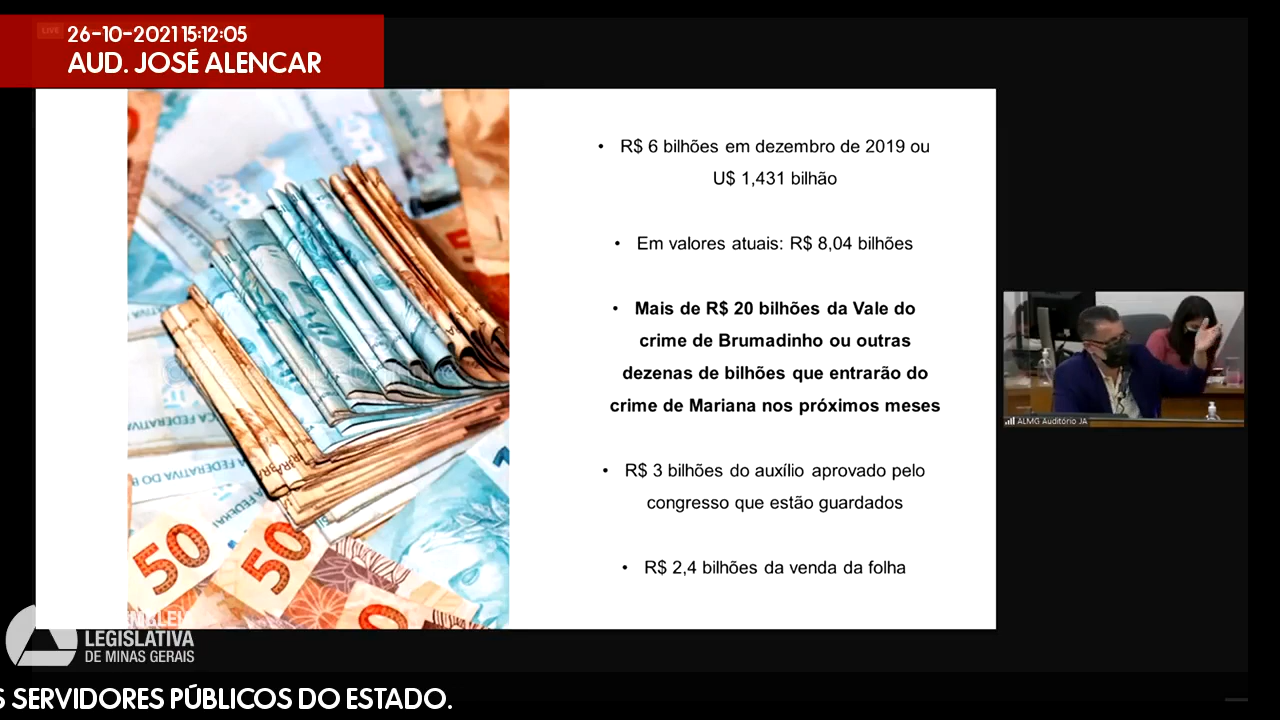 LIVE
26-10-2021 15:12:05
AUD. JOSÉ ALENCAR
• R$ 6 bilhões em dezembro de 2019 ou
U$ 1,431 bilhão
• Em valores atuais: R$ 8,04 bilhões
• Mais de R$ 20 bilhões da Vale do
crime de Brumadinho ou outras
dezenas de bilhões que entrarão do
crime de Mariana nos próximos meses
• R$ 3 bilhões do auxílio aprovado pelo
congresso que estão guardados
• R$ 2,4 bilhões da venda da folha
ALMG Auditório JA
50
50
LEGISLATIVA
DE MINAS GERAIS
SERVIDORES PÚBLICOS DO ESTADO.